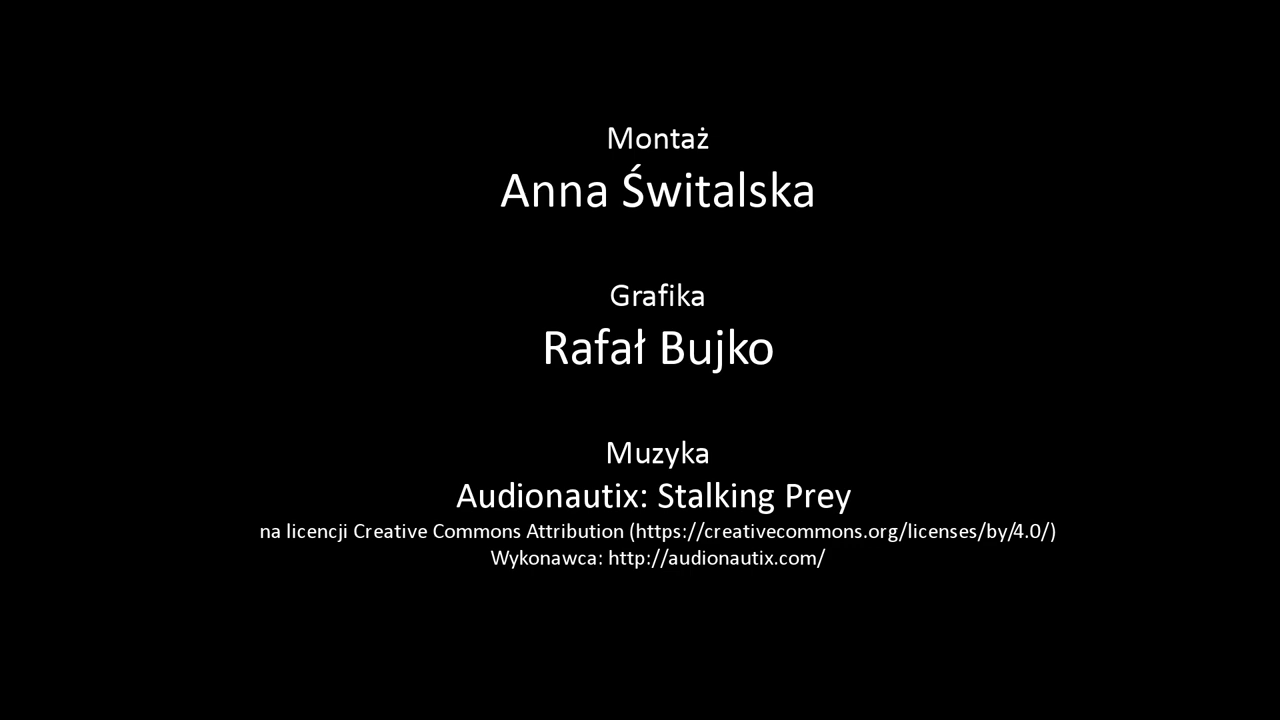 Montaż
Anna Świtalska
Grafika
Rafał Bujko
Muzyka
Audionautix: Stalking Prey
na licencji Creative Commons Attribution (https://creativecommons.org/licenses/by/4.0/)
Wykonawca: http://audionautix.com/